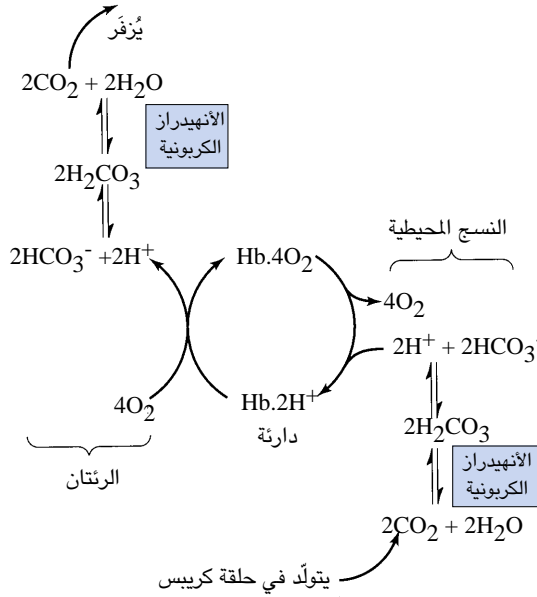 يُزفَر
2CO₂ + 2H₂O
الأنهيدراز
الكربونية
2H₂CO₃
النسج المحيطية
2HCO₃⁻ +2H⁺
Hb.4O₂
4O₂
2H⁺ + 2HCO₃⁻
4O₂
Hb.2H⁺
دارئة
2H₂CO₃
الرئتان
الأنهيدراز
الكربونية
2CO₂ + 2H₂O
يتولّد في حلقة كريبس